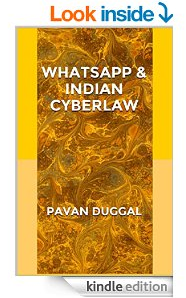 Look inside
WHATSAPP &
INDIAN
CYBERLAW
PAVAN DUGGAL
kindle edition